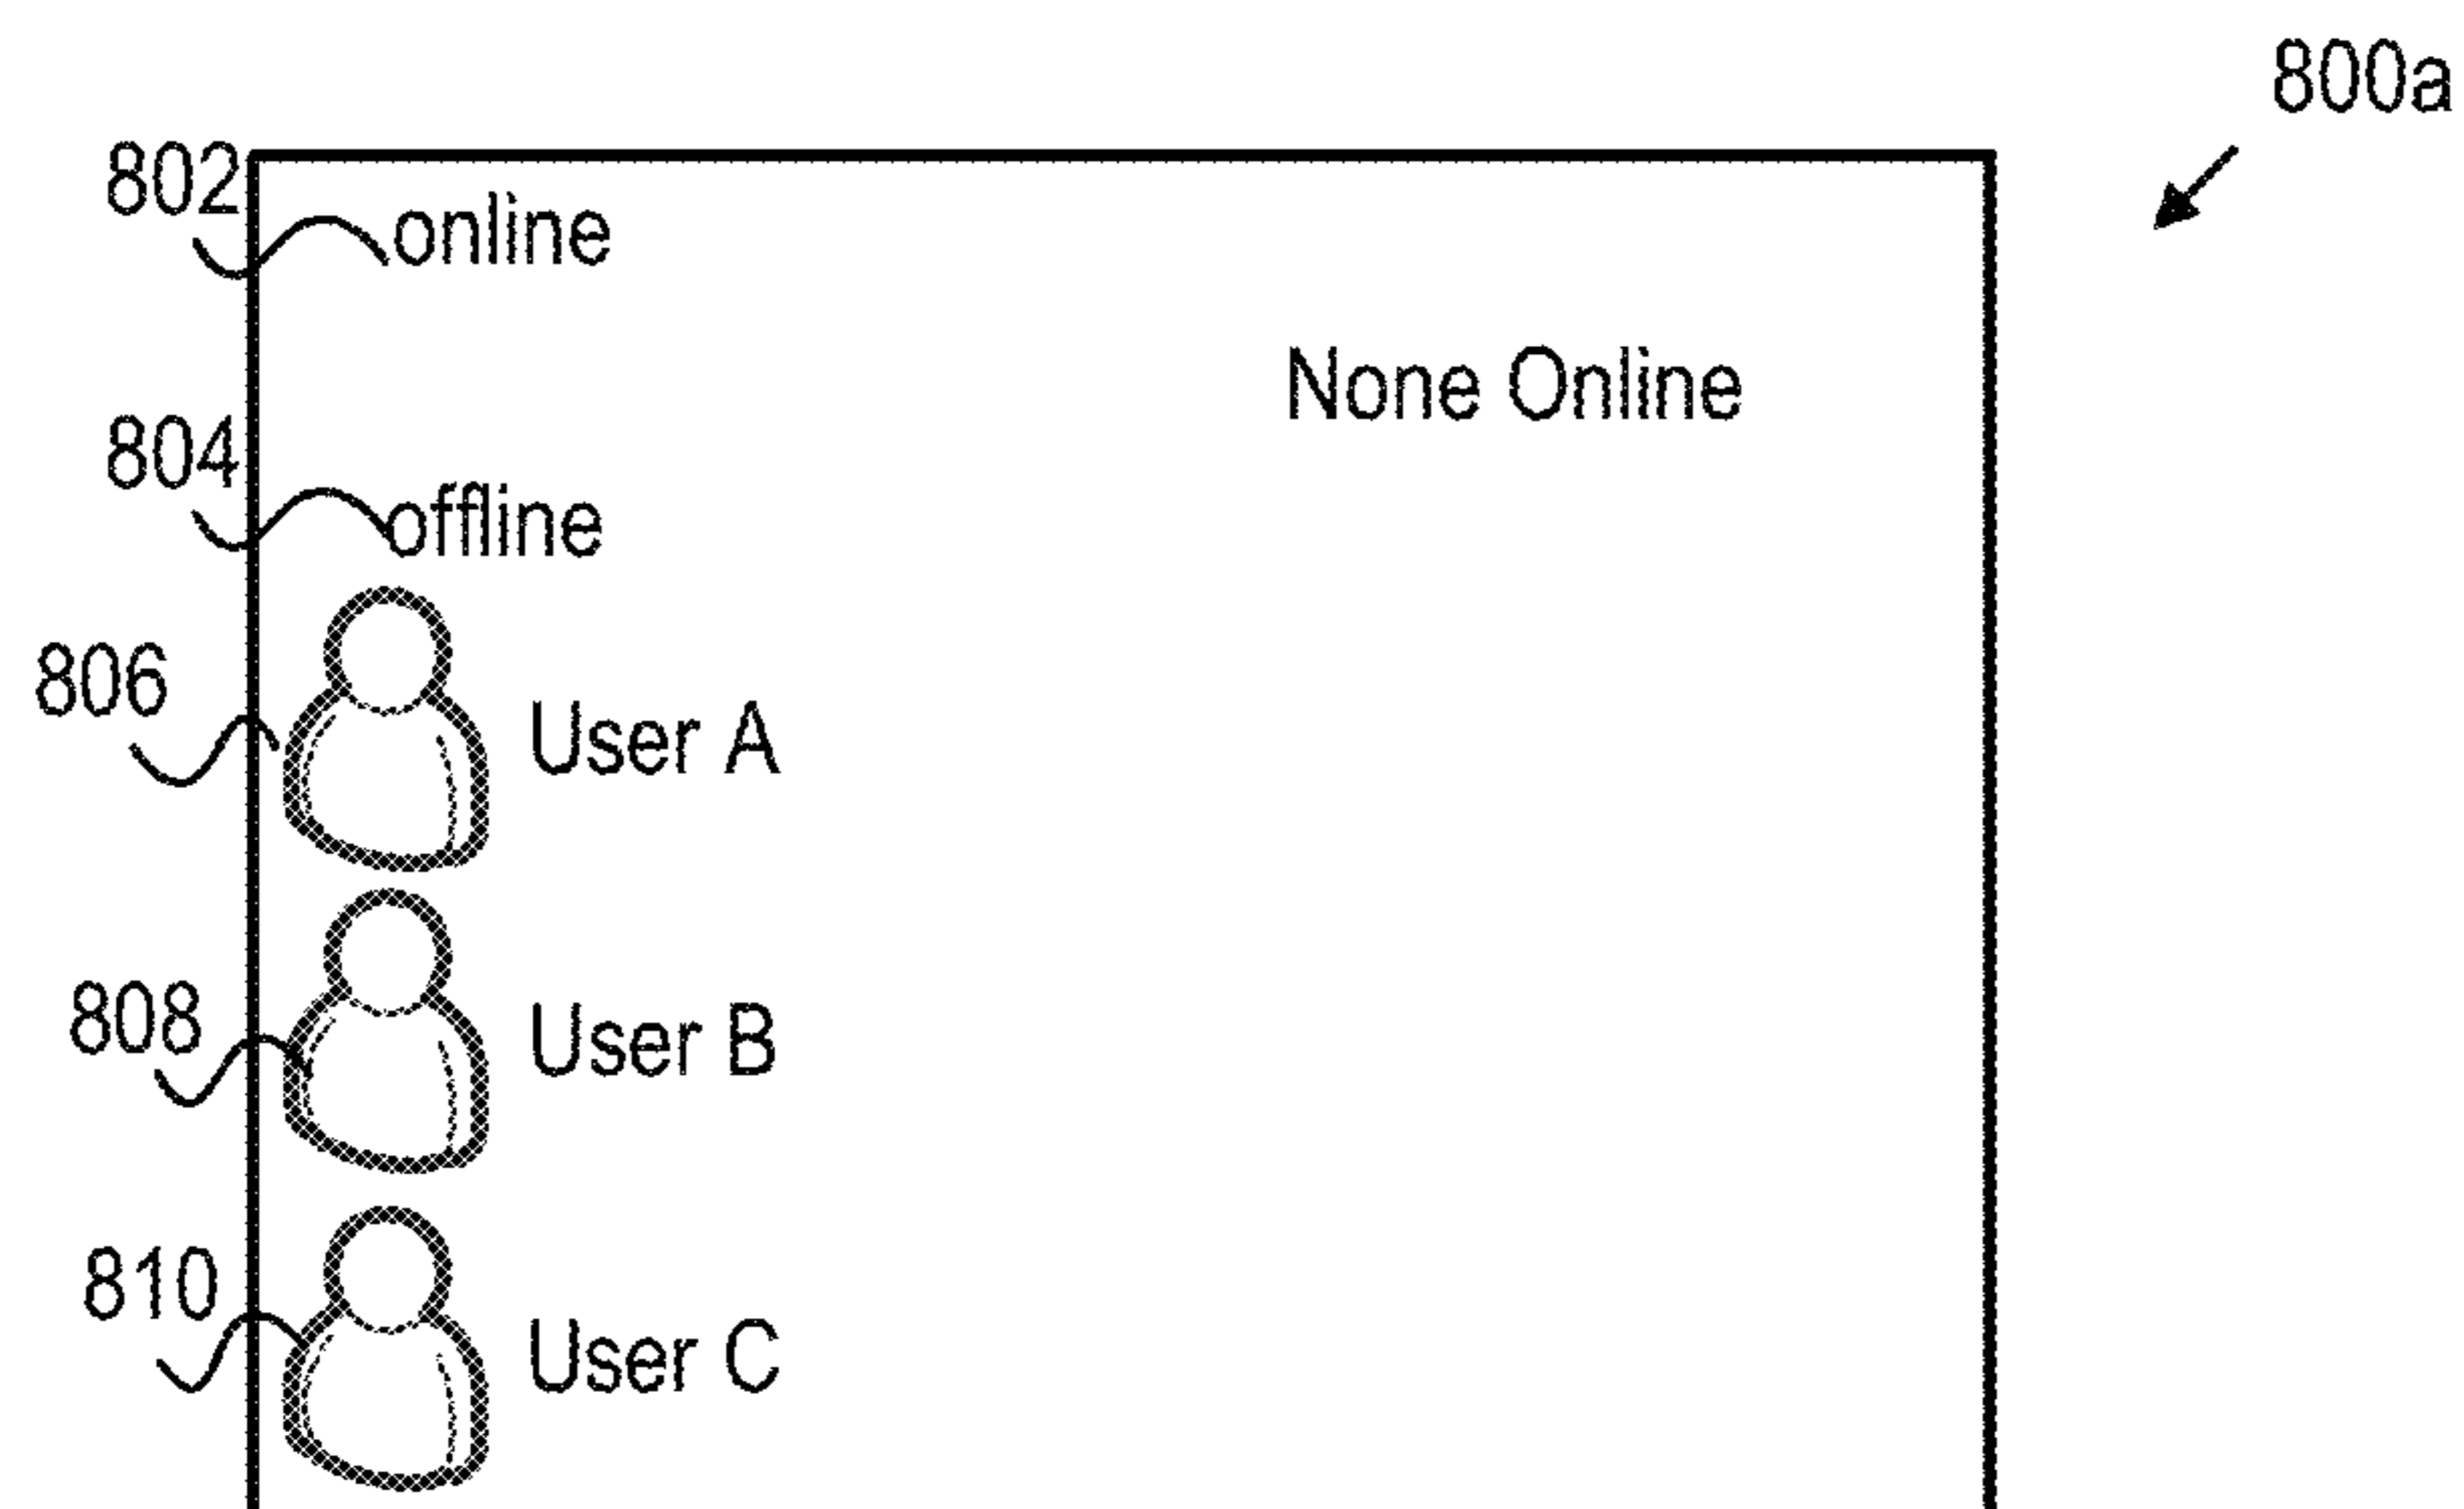 800a
802
online
None Online
804
offline
806
User A
808
User B
810
User C